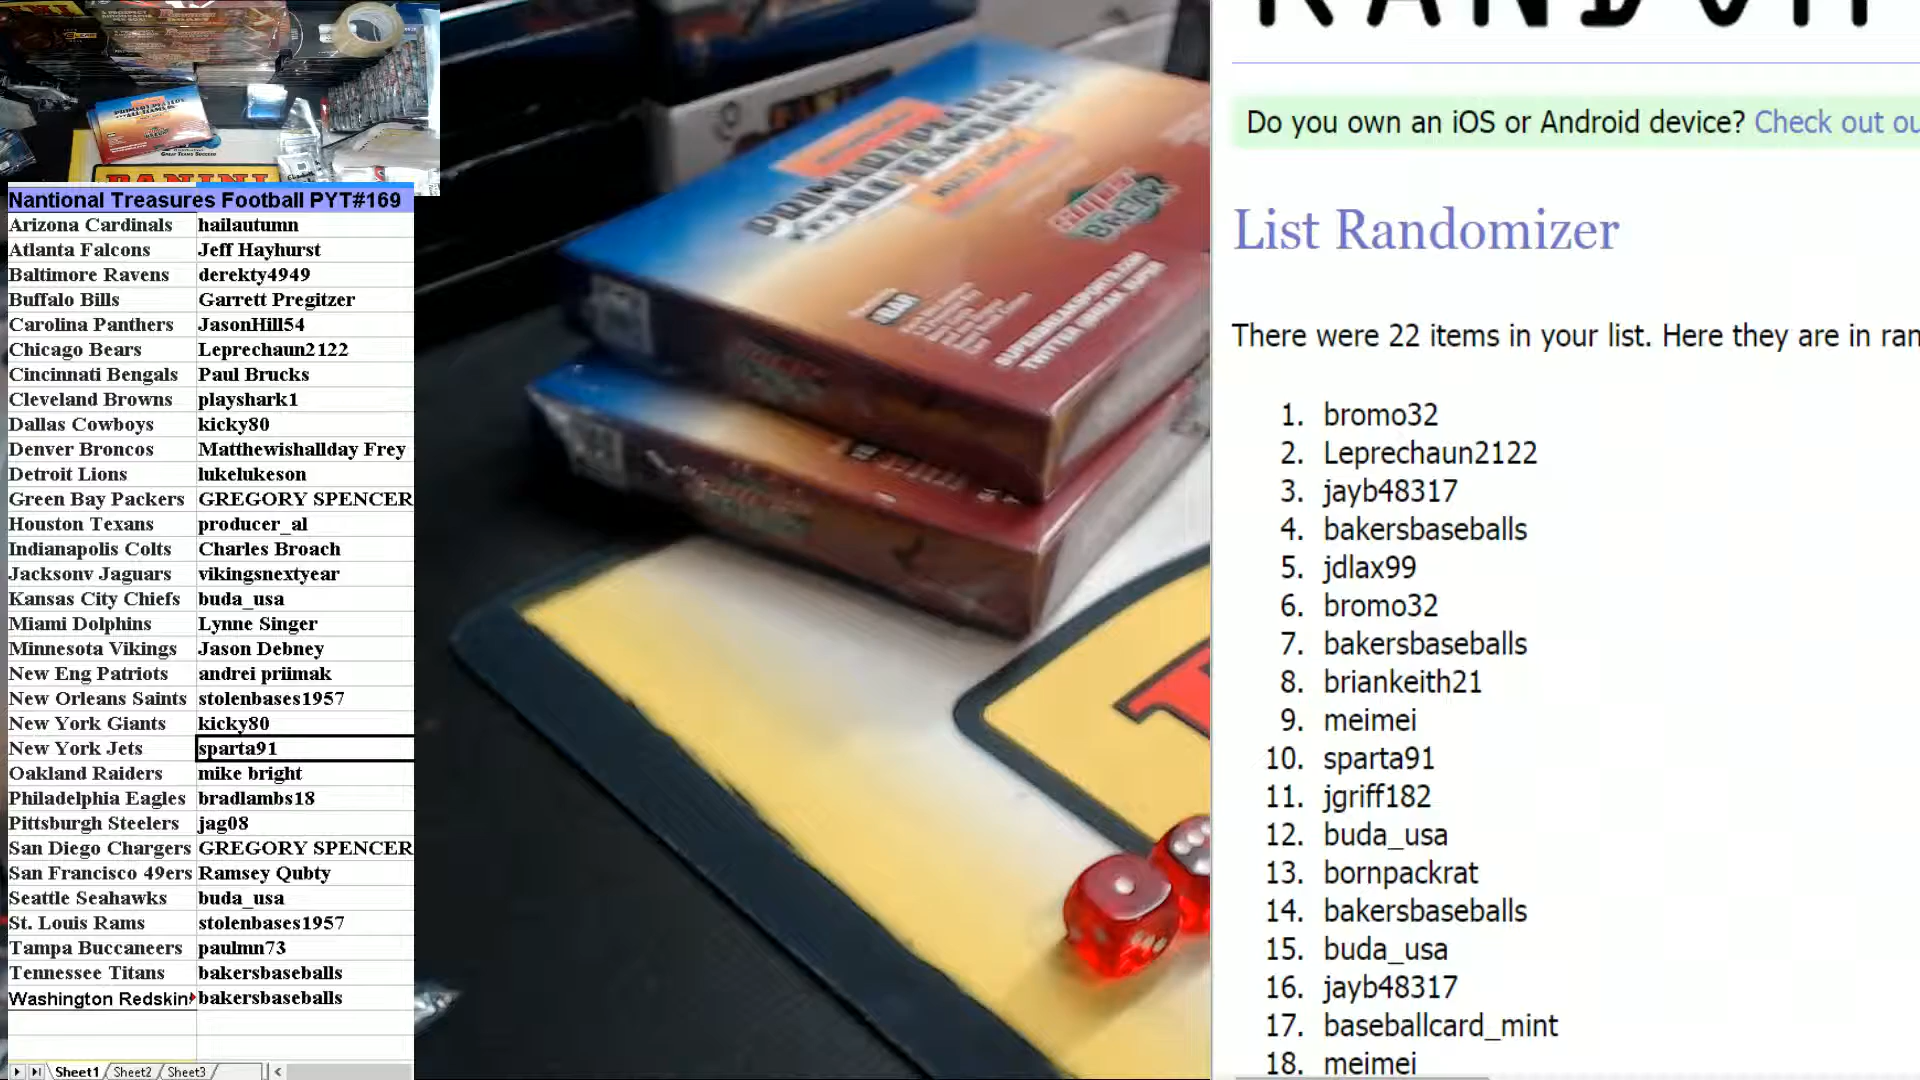 Nantional Treasures Football PYT#169
Arizona Cardinals hailautumn
Atlanta Falcons Jeff Hayhurst
Baltimore Ravens derekty4949
Buffalo Bills Garrett Pregitzer
Carolina Panthers JasonHill54
Chicago Bears Leprechaun2122
Cincinnati Bengals Paul Brucks
Cleveland Browns playshark1
Dallas Cowboys kicky80
Denver Broncos Matthewishallday Frey
Detroit Lions lukelukeson
Green Bay Packers GREGORY SPENCER
Houston Texans producer_al
Indianapolis Colts Charles Broach
Jacksonv Jaguars vikingsnextyear
Kansas City Chiefs buda_usa
Miami Dolphins Lynne Singer
Minnesota Vikings Jason Debney
New Eng Patriots andrei priimak
New Orleans Saints stolenbases1957
New York Giants kicky80
New York Jets sparta91
Oakland Raiders mike bright
Philadelphia Eagles bradlambs18
Pittsburgh Steelers jag08
San Diego Chargers GREGORY SPENCER
San Francisco 49ers Ramsey Qubty
Seattle Seahawks buda_usa
St. Louis Rams stolenbases1957
Tampa Buccaneers paulmn73
Tennessee Titans bakersbaseballs
Washington Redskin bakersbaseballs
Sheet1 Sheet2 Sheet3
PANINI
MULTI SPORT
SUPER
BREAK
Do you own an iOS or Android device? Check out ou
List Randomizer
There were 22 items in your list. Here they are in ran
1. bromo32
2. Leprechaun2122
3. jayb48317
4. bakersbaseballs
5. jdlax99
6. bromo32
7. bakersbaseballs
8. briankeith21
9. meimei
10. sparta91
11. jgriff182
12. buda_usa
13. bornpackrat
14. bakersbaseballs
15. buda_usa
16. jayb48317
17. baseballcard_mint
18. meimei